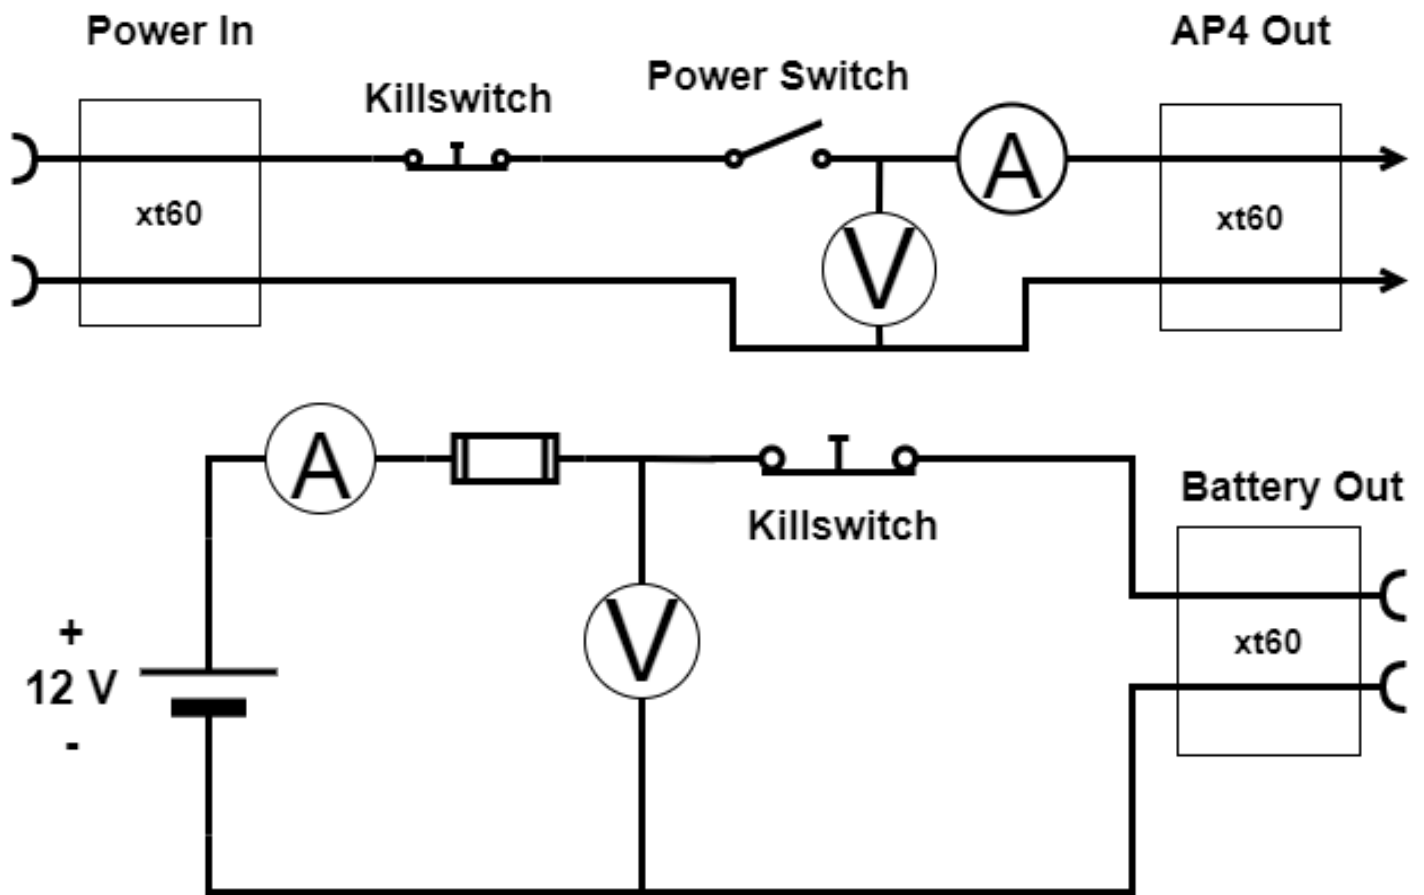 Power In
AP4 Out
Killswitch
Power Switch
A
xt60
xt60
V
A
Killswitch
Battery Out
V
xt60
+
12 V
-